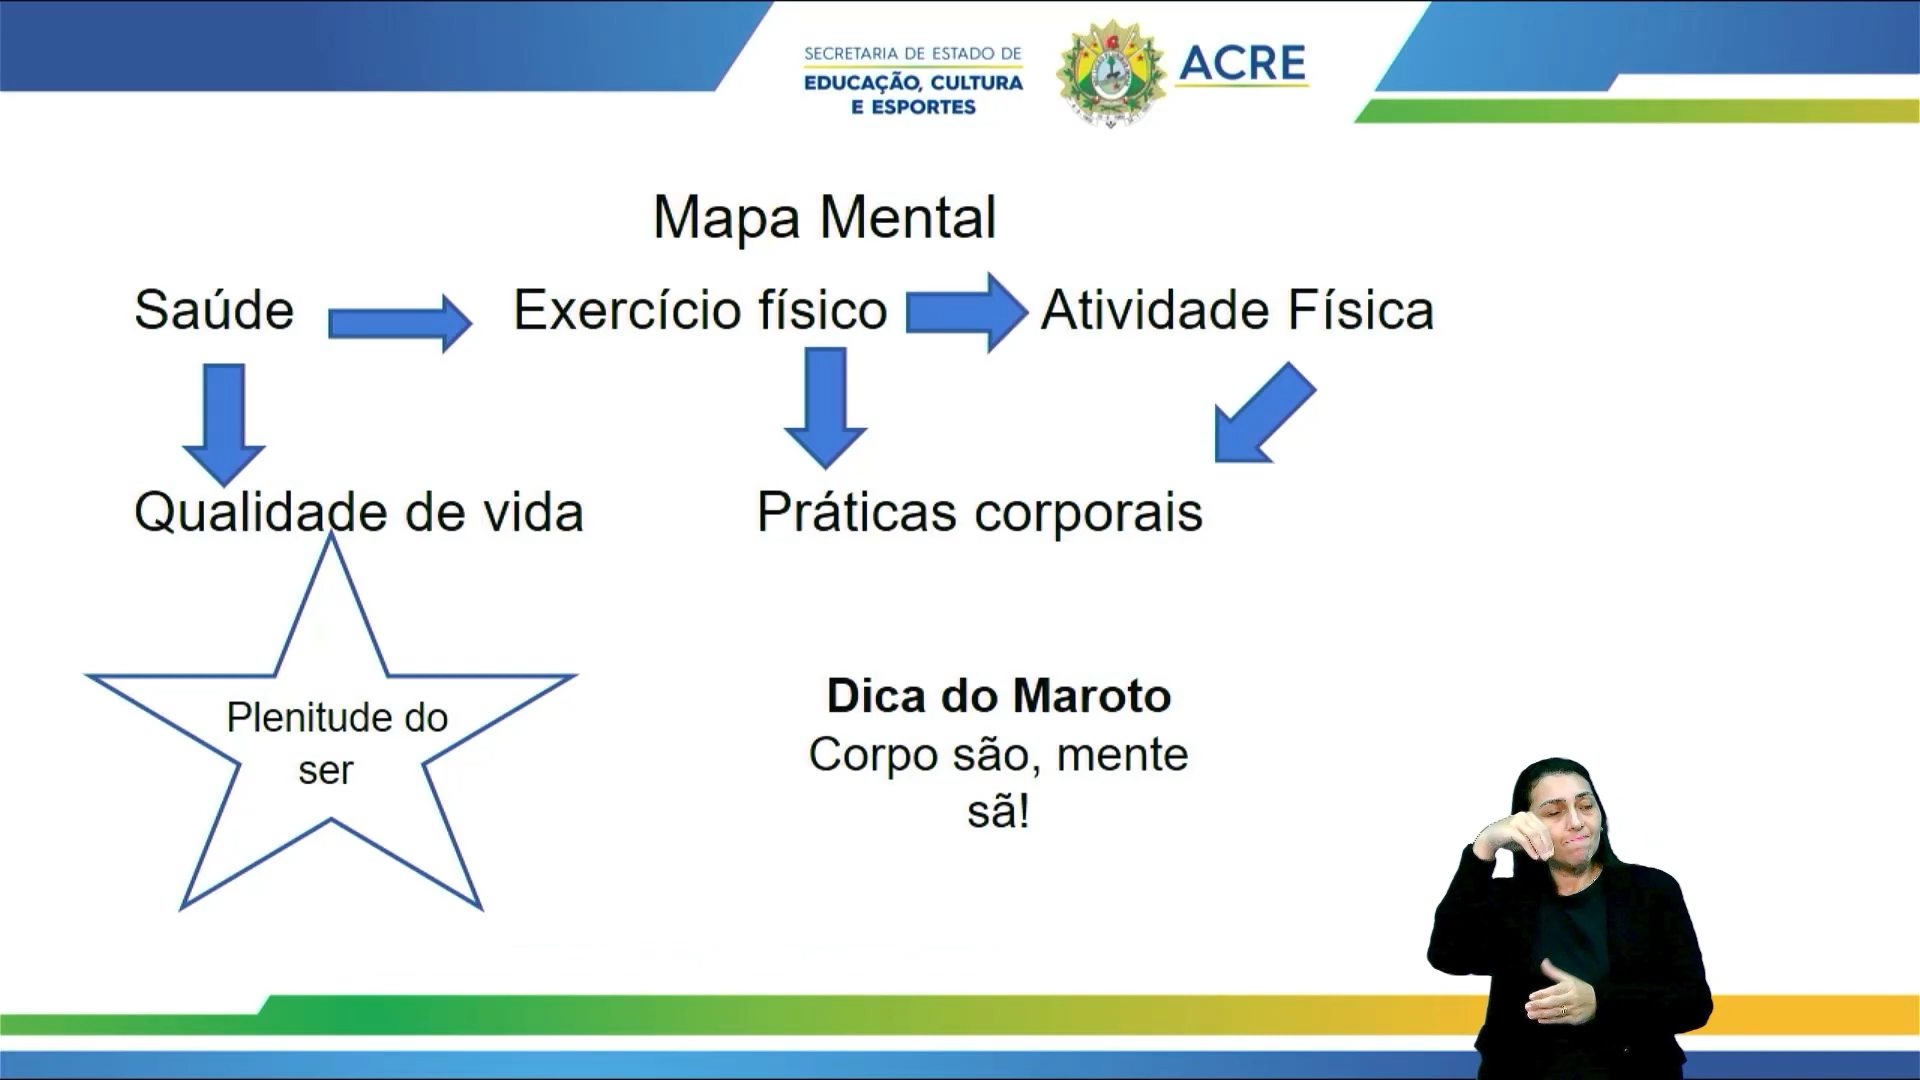 SECRETARIA DE ESTADO DE
EDUCAÇÃO, CULTURA
E ESPORTES
ACRE
Mapa Mental
Saúde
Exercício físico
Atividade Física
Qualidade de vida
Práticas corporais
Plenitude do
ser
Dica do Maroto
Corpo são, mente
sã!